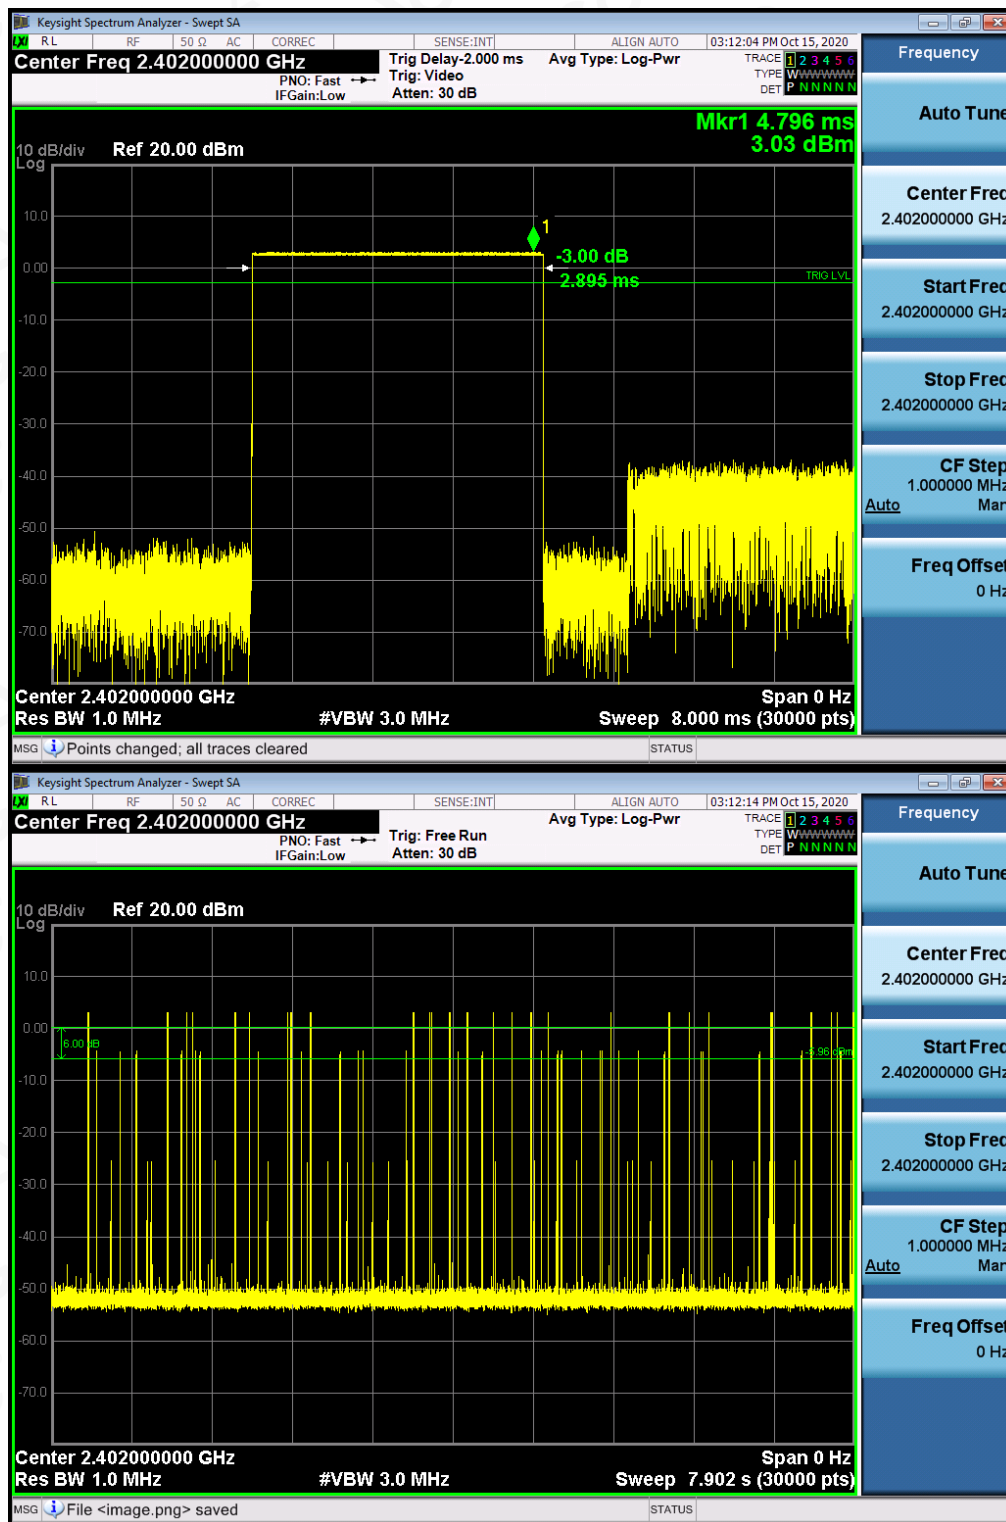 Keysight Spectrum Analyzer - Swept SA
LXI RL RF 50 Ω AC CORREC SENSE:INT ALIGN AUTO 03:12:04 PM Oct 15, 2020
Center Freq 2.402000000 GHz
Trig Delay-2.000 ms Avg Type: Log-Pwr TRACE 1 2 3 4 5 6
PNO: Fast Trig: Video TYPE WWWWWWW
IFGain:Low Atten: 30 dB DET P N N N N N
Frequency
Mkr1 4.796 ms
10 dB/div Ref 20.00 dBm 3.03 dBm
Log
10.0
1
-3.00 dB
0.00
2.895 ms
TRIG LVL
-10.0
-20.0
-30.0
-40.0
-50.0
-60.0
-70.0
Center 2.402000000 GHz Span 0 Hz
Res BW 1.0 MHz #VBW 3.0 MHz Sweep 8.000 ms (30000 pts)
MSG Points changed; all traces cleared STATUS
Auto Tune
Center Freq
2.402000000 GHz
Start Freq
2.402000000 GHz
Stop Freq
2.402000000 GHz
CF Step
1.000000 MHz
Auto Man
Freq Offset
0 Hz
Keysight Spectrum Analyzer - Swept SA
LXI RL RF 50 Ω AC CORREC SENSE:INT ALIGN AUTO 03:12:14 PM Oct 15, 2020
Center Freq 2.402000000 GHz
Avg Type: Log-Pwr TRACE 1 2 3 4 5 6
PNO: Fast Trig: Free Run TYPE WWWWWWW
IFGain:Low Atten: 30 dB DET P N N N N N
Frequency
10 dB/div Ref 20.00 dBm
Log
10.0
0.00
6.00 dB
-5.96 dBm
-10.0
-20.0
-30.0
-40.0
-50.0
-60.0
-70.0
Center 2.402000000 GHz Span 0 Hz
Res BW 1.0 MHz #VBW 3.0 MHz Sweep 7.902 s (30000 pts)
MSG File <image.png> saved STATUS
Auto Tune
Center Freq
2.402000000 GHz
Start Freq
2.402000000 GHz
Stop Freq
2.402000000 GHz
CF Step
1.000000 MHz
Auto Man
Freq Offset
0 Hz